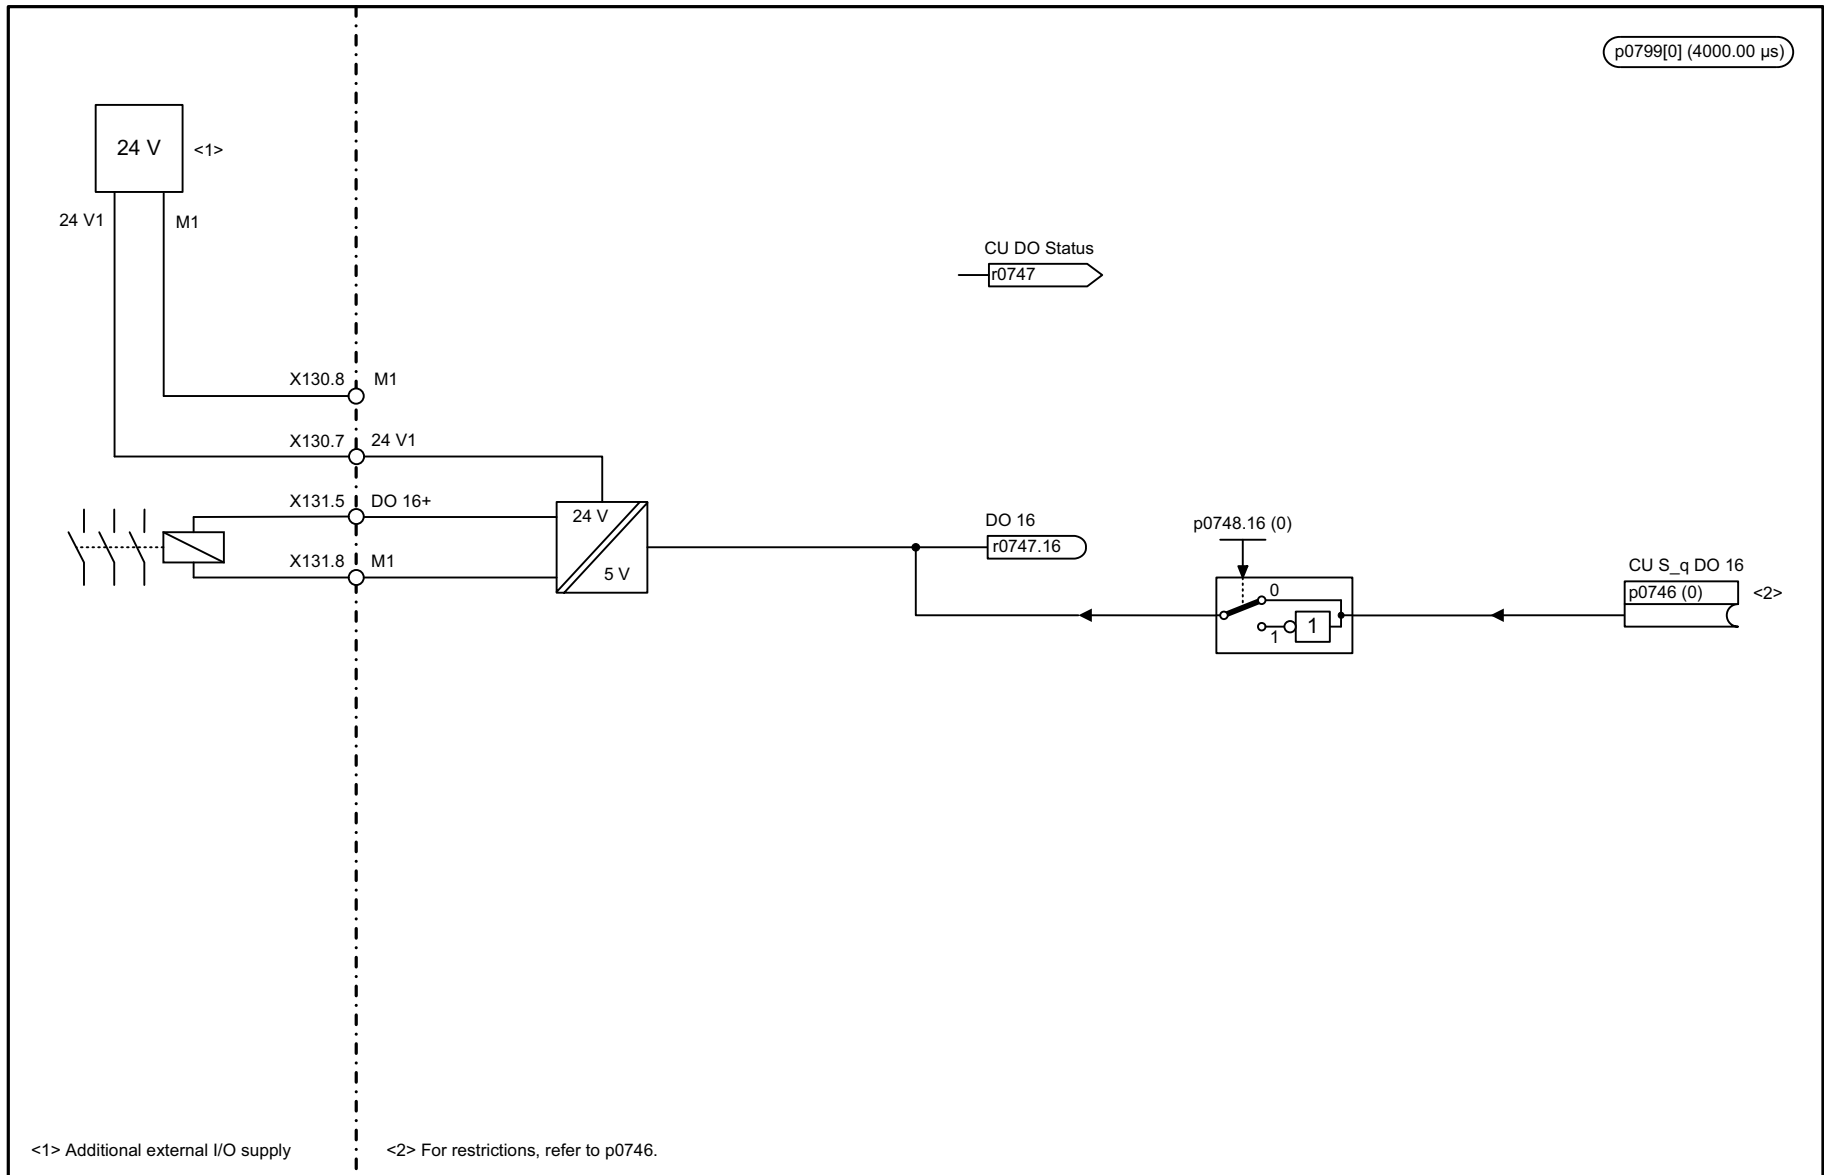 p0799[0] (4000.00 µs)
24 V
<1>
24 V1
M1
CU DO Status
r0747
X130.8
M1
X130.7
24 V1
X131.5
DO 16+
24 V
5 V
X131.8
M1
DO 16
r0747.16
p0748.16 (0)
0
1
1
CU S_q DO 16
p0746 (0)
<2>
<1> Additional external I/O supply
<2> For restrictions, refer to p0746.